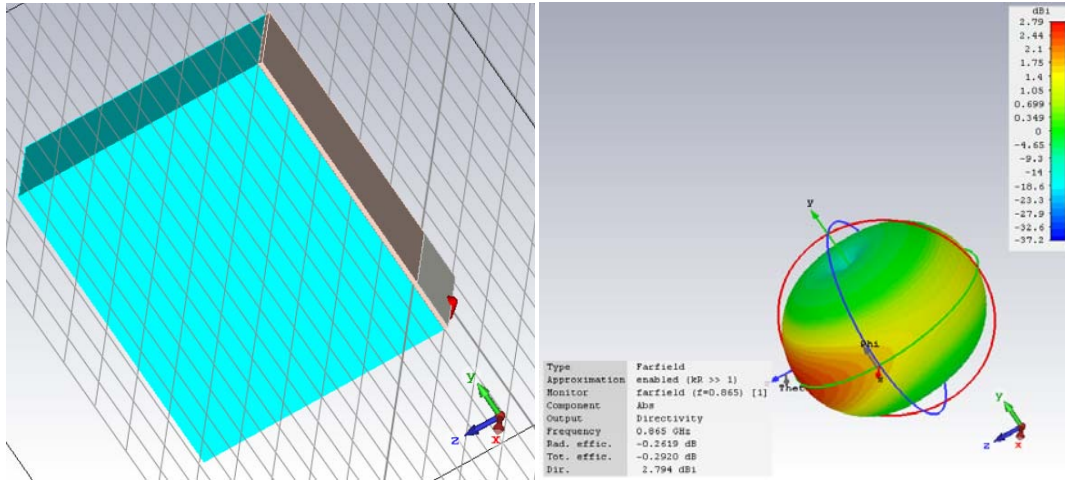 y
z
x
dBi
2.79
2.44
2.1
1.75
1.4
1.05
0.699
0.349
0
-4.65
-9.3
-14
-18.6
-23.3
-27.9
-32.6
-37.2
y
Phi
Thet
y
z
x
Type Farfield
Approximation enabled (kR >> 1)
Monitor farfield (f=0.865) [1]
Component Abs
Output Directivity
Frequency 0.865 GHz
Rad. effic. -0.2619 dB
Tot. effic. -0.2920 dB
Dir. 2.794 dBi